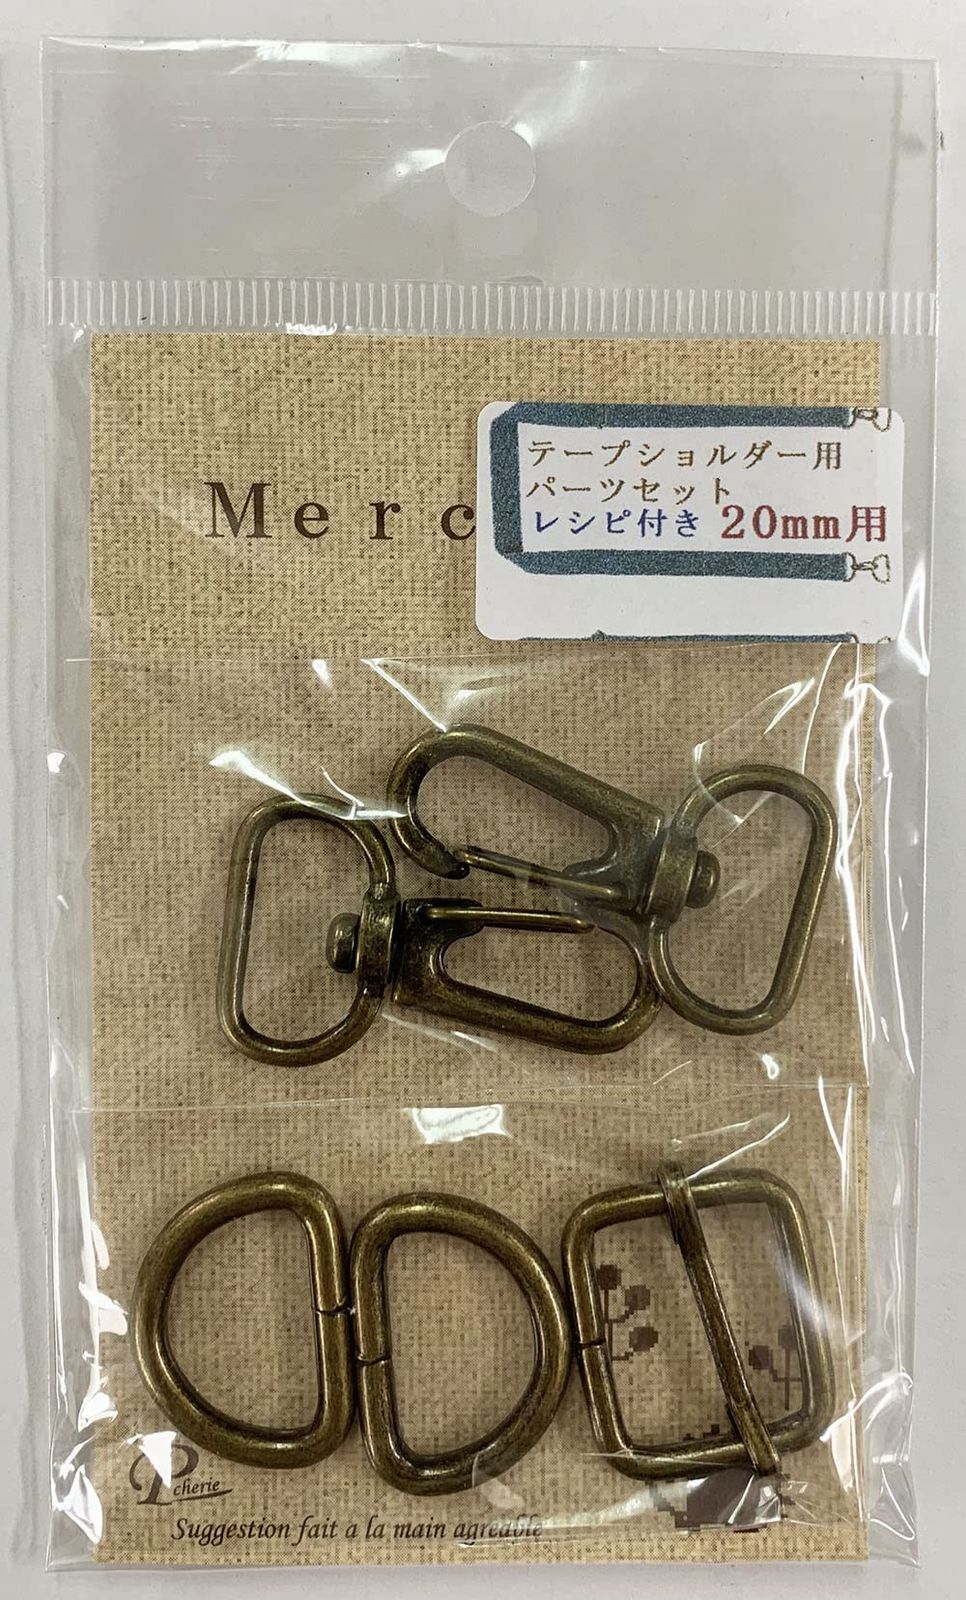 Merc
テープショルダー用
パーツセット
レシピ付き 20mm用
Pcherie
Suggestion fait a la main agreable